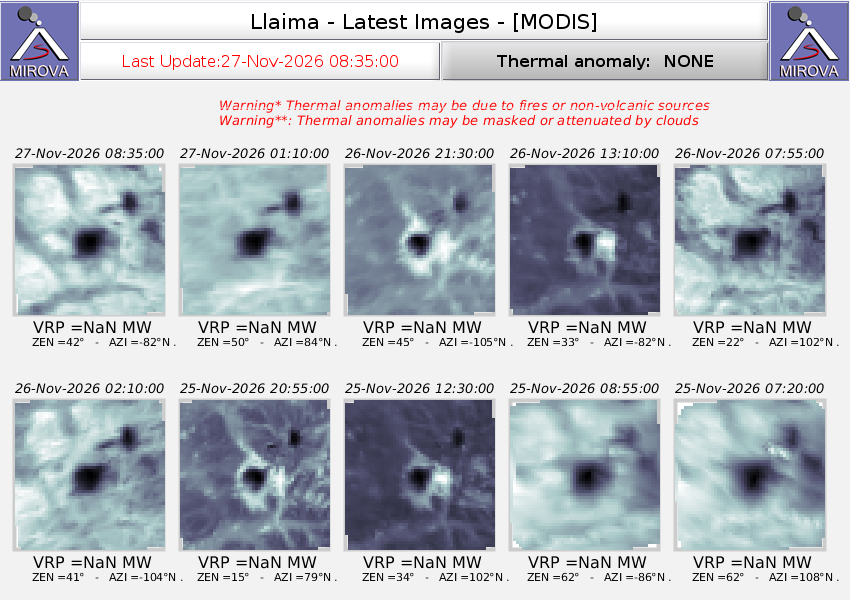 Llaima - Latest Images - [MODIS]
MIROVA
Last Update:27-Nov-2026 08:35:00
Thermal anomaly: NONE
MIROVA
Warning* Thermal anomalies may be due to fires or non-volcanic sources
Warning**: Thermal anomalies may be masked or attenuated by clouds
27-Nov-2026 08:35:00 27-Nov-2026 01:10:00 26-Nov-2026 21:30:00 26-Nov-2026 13:10:00 26-Nov-2026 07:55:00
VRP =NaN MW VRP =NaN MW VRP =NaN MW VRP =NaN MW VRP =NaN MW
ZEN =42° - AZI =-82°N . ZEN =50° - AZI =84°N . ZEN =45° - AZI =-105°N . ZEN =33° - AZI =-82°N . ZEN =22° - AZI =102°N .
26-Nov-2026 02:10:00 25-Nov-2026 20:55:00 25-Nov-2026 12:30:00 25-Nov-2026 08:55:00 25-Nov-2026 07:20:00
VRP =NaN MW VRP =NaN MW VRP =NaN MW VRP =NaN MW VRP =NaN MW
ZEN =41° - AZI =-104°N . ZEN =15° - AZI =79°N . ZEN =34° - AZI =102°N . ZEN =62° - AZI =-86°N . ZEN =62° - AZI =108°N .